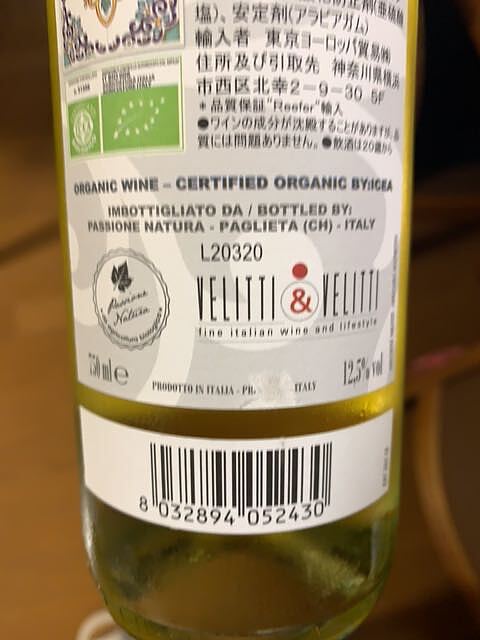 塩)、安定剤(アラビアガム)
輸入者 東京ヨーロッパ貿易㈱
住所及び引取先 神奈川県横浜
市西区北幸2-9-30 5F
*品質保証"Reefer"輸入
●ワインの成分が沈殿することがありますが、品
質には問題ありません。●飲酒は20歳から
ORGANIC WINE – CERTIFIED ORGANIC BY:ICEA
IMBOTTIGLIATO DA / BOTTLED BY:
PASSIONE NATURA - PAGLIETA (CH) - ITALY
L20320
Passione
Natura
VELITTI & VELITTI
fine italian wine and lifestyle
750 ml e
12,5% vol
PRODOTTO IN ITALIA - ITALY
8 032894 052430